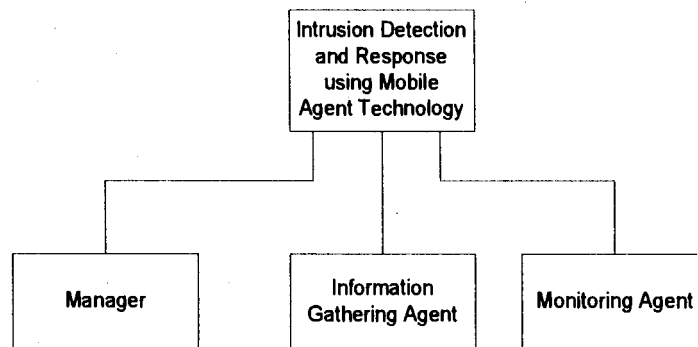 Intrusion Detection
and Response
using Mobile
Agent Technology
Manager
Information
Gathering Agent
Monitoring Agent